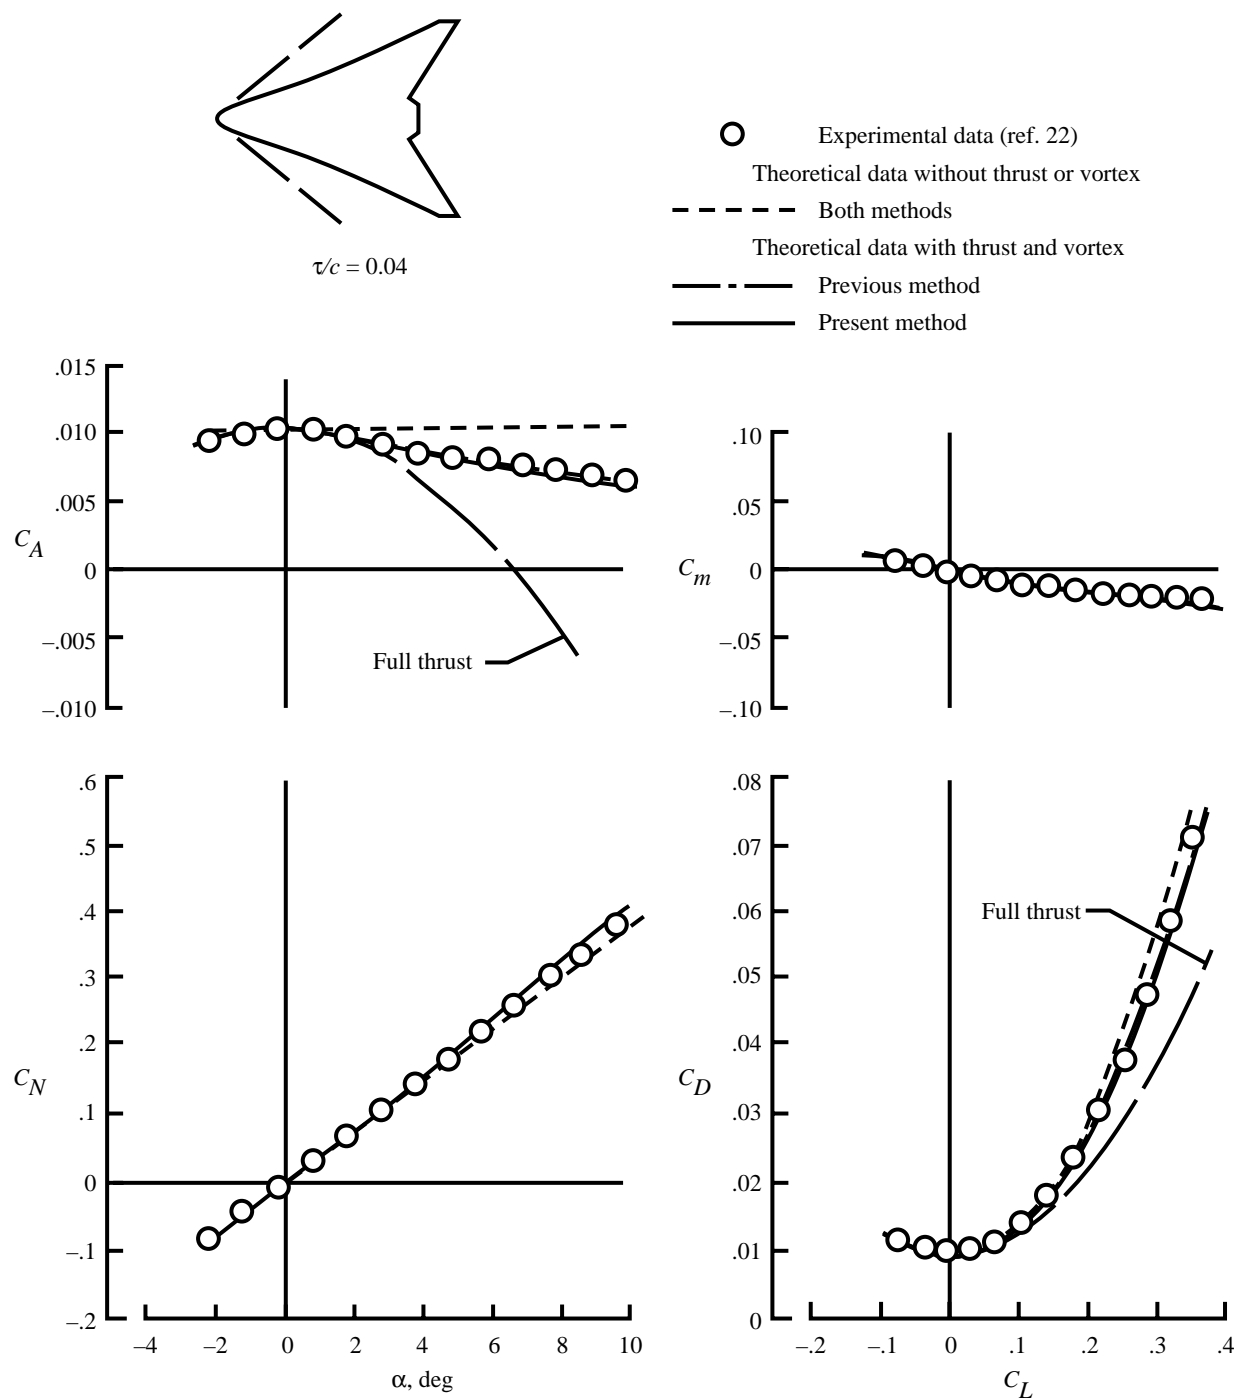 Experimental data (ref. 22)
Theoretical data without thrust or vortex
Both methods
Theoretical data with thrust and vortex
Previous method
Present method
τ/c = 0.04
.015
.010
.005
0
–.005
–.010
C_A
Full thrust
.10
.05
0
–.05
–.10
C_m
.6
.5
.4
.3
.2
.1
0
–.1
–.2
C_N
–4
–2
0
2
4
6
8
10
α, deg
.08
.07
.06
.05
.04
.03
.02
.01
0
C_D
Full thrust
–.2
–.1
0
.1
.2
.3
.4
C_L